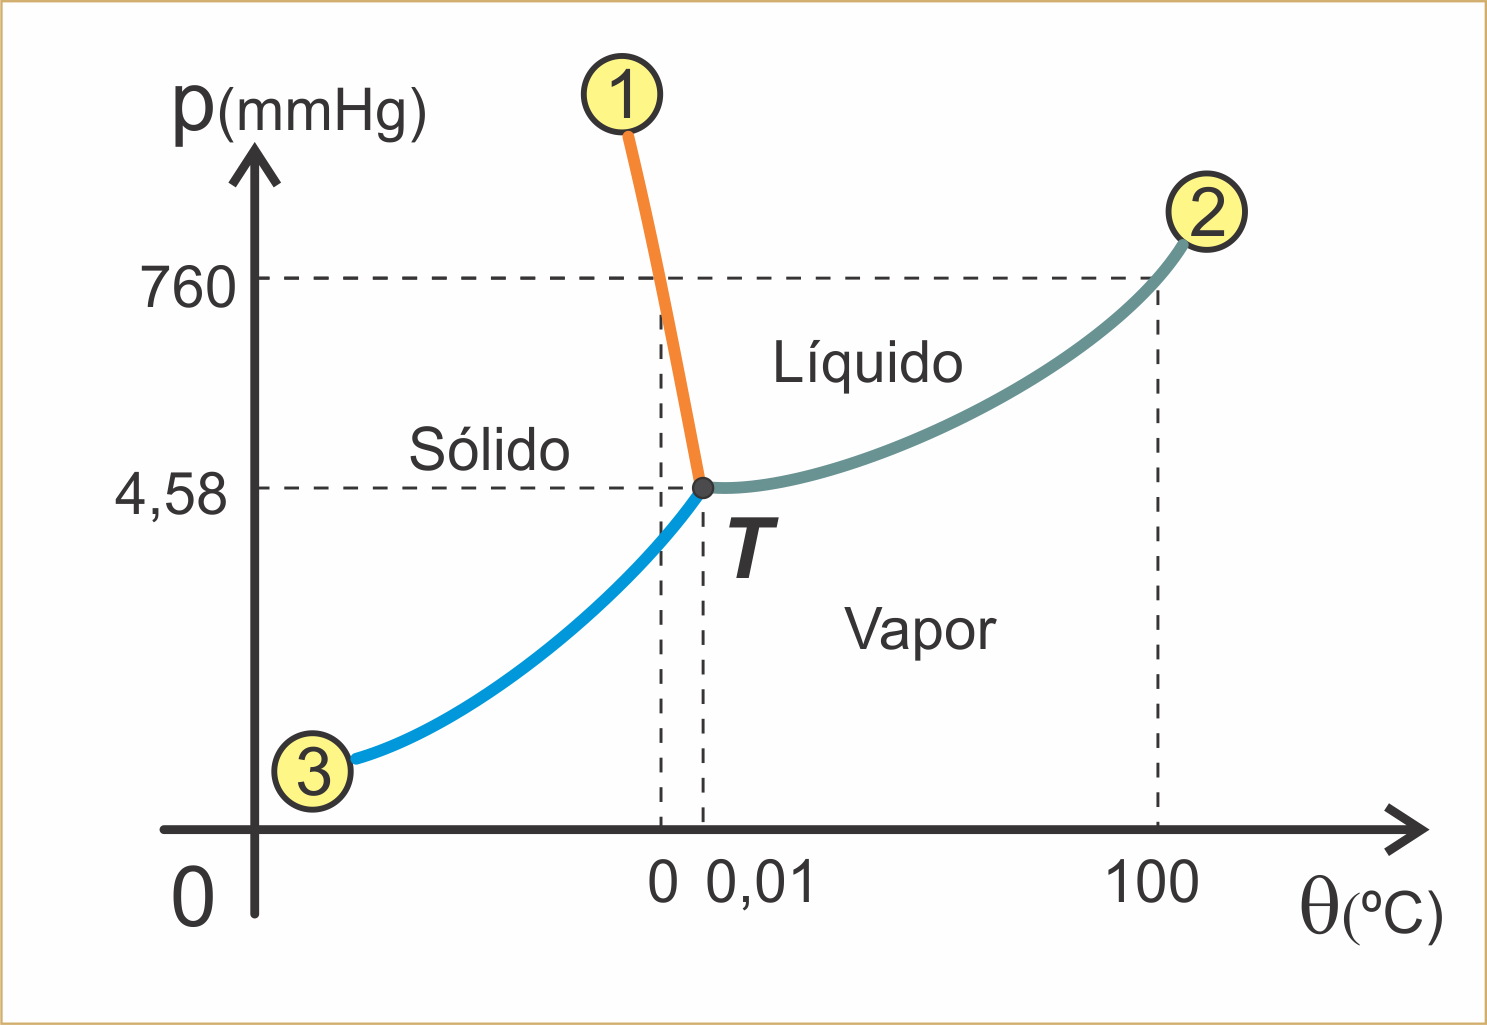 1
p(mmHg)
2
760
Líquido
Sólido
4,58
T
Vapor
3
0
0 0,01
100
θ(ºC)